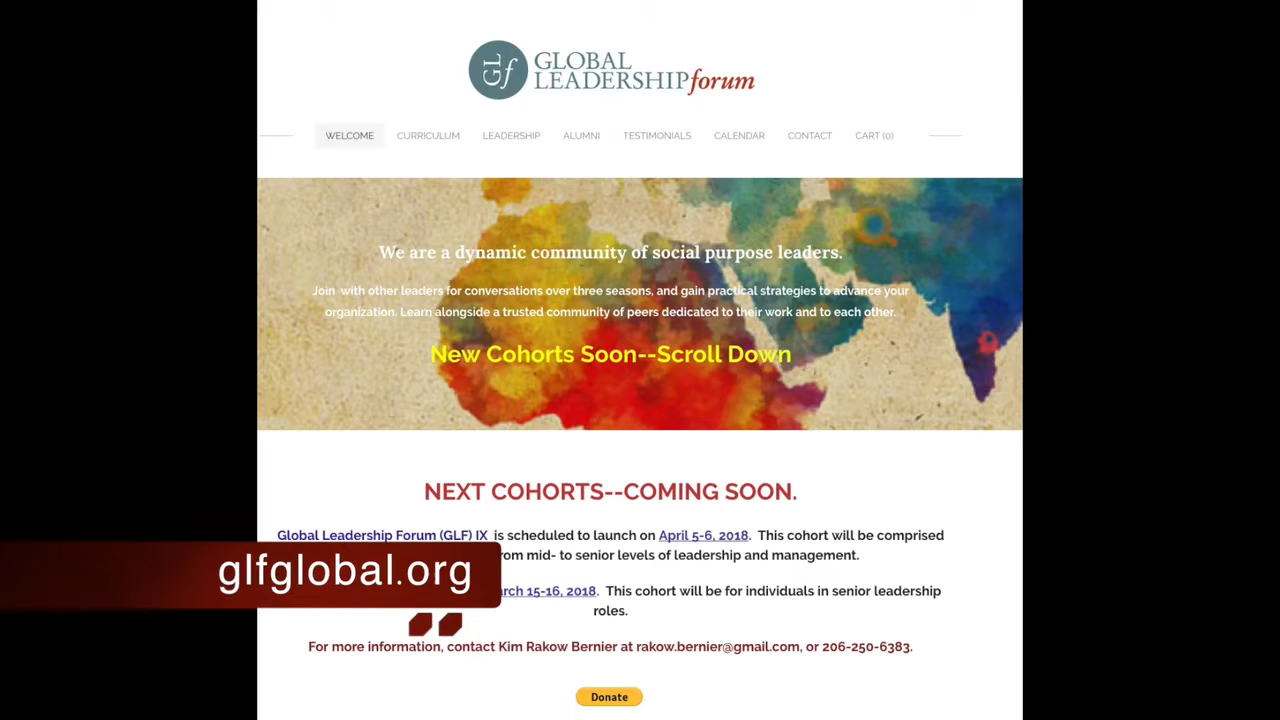 GLf GLOBAL
LEADERSHIPforum
WELCOME CURRICULUM LEADERSHIP ALUMNI TESTIMONIALS CALENDAR CONTACT CART (0)
We are a dynamic community of social purpose leaders.
Join with other leaders for conversations over three seasons, and gain practical strategies to advance your
organization. Learn alongside a trusted community of peers dedicated to their work and to each other.
New Cohorts Soon--Scroll Down
NEXT COHORTS--COMING SOON.
Global Leadership Forum (GLF) IX is scheduled to launch on April 5-6, 2018. This cohort will be comprised
mid- to senior levels of leadership and management.
glfglobal.org
15-16, 2018. This cohort will be for individuals in senior leadership
roles.
For more information, contact Kim Rakow Bernier at rakow.bernier@gmail.com, or 206-250-6383.
Donate